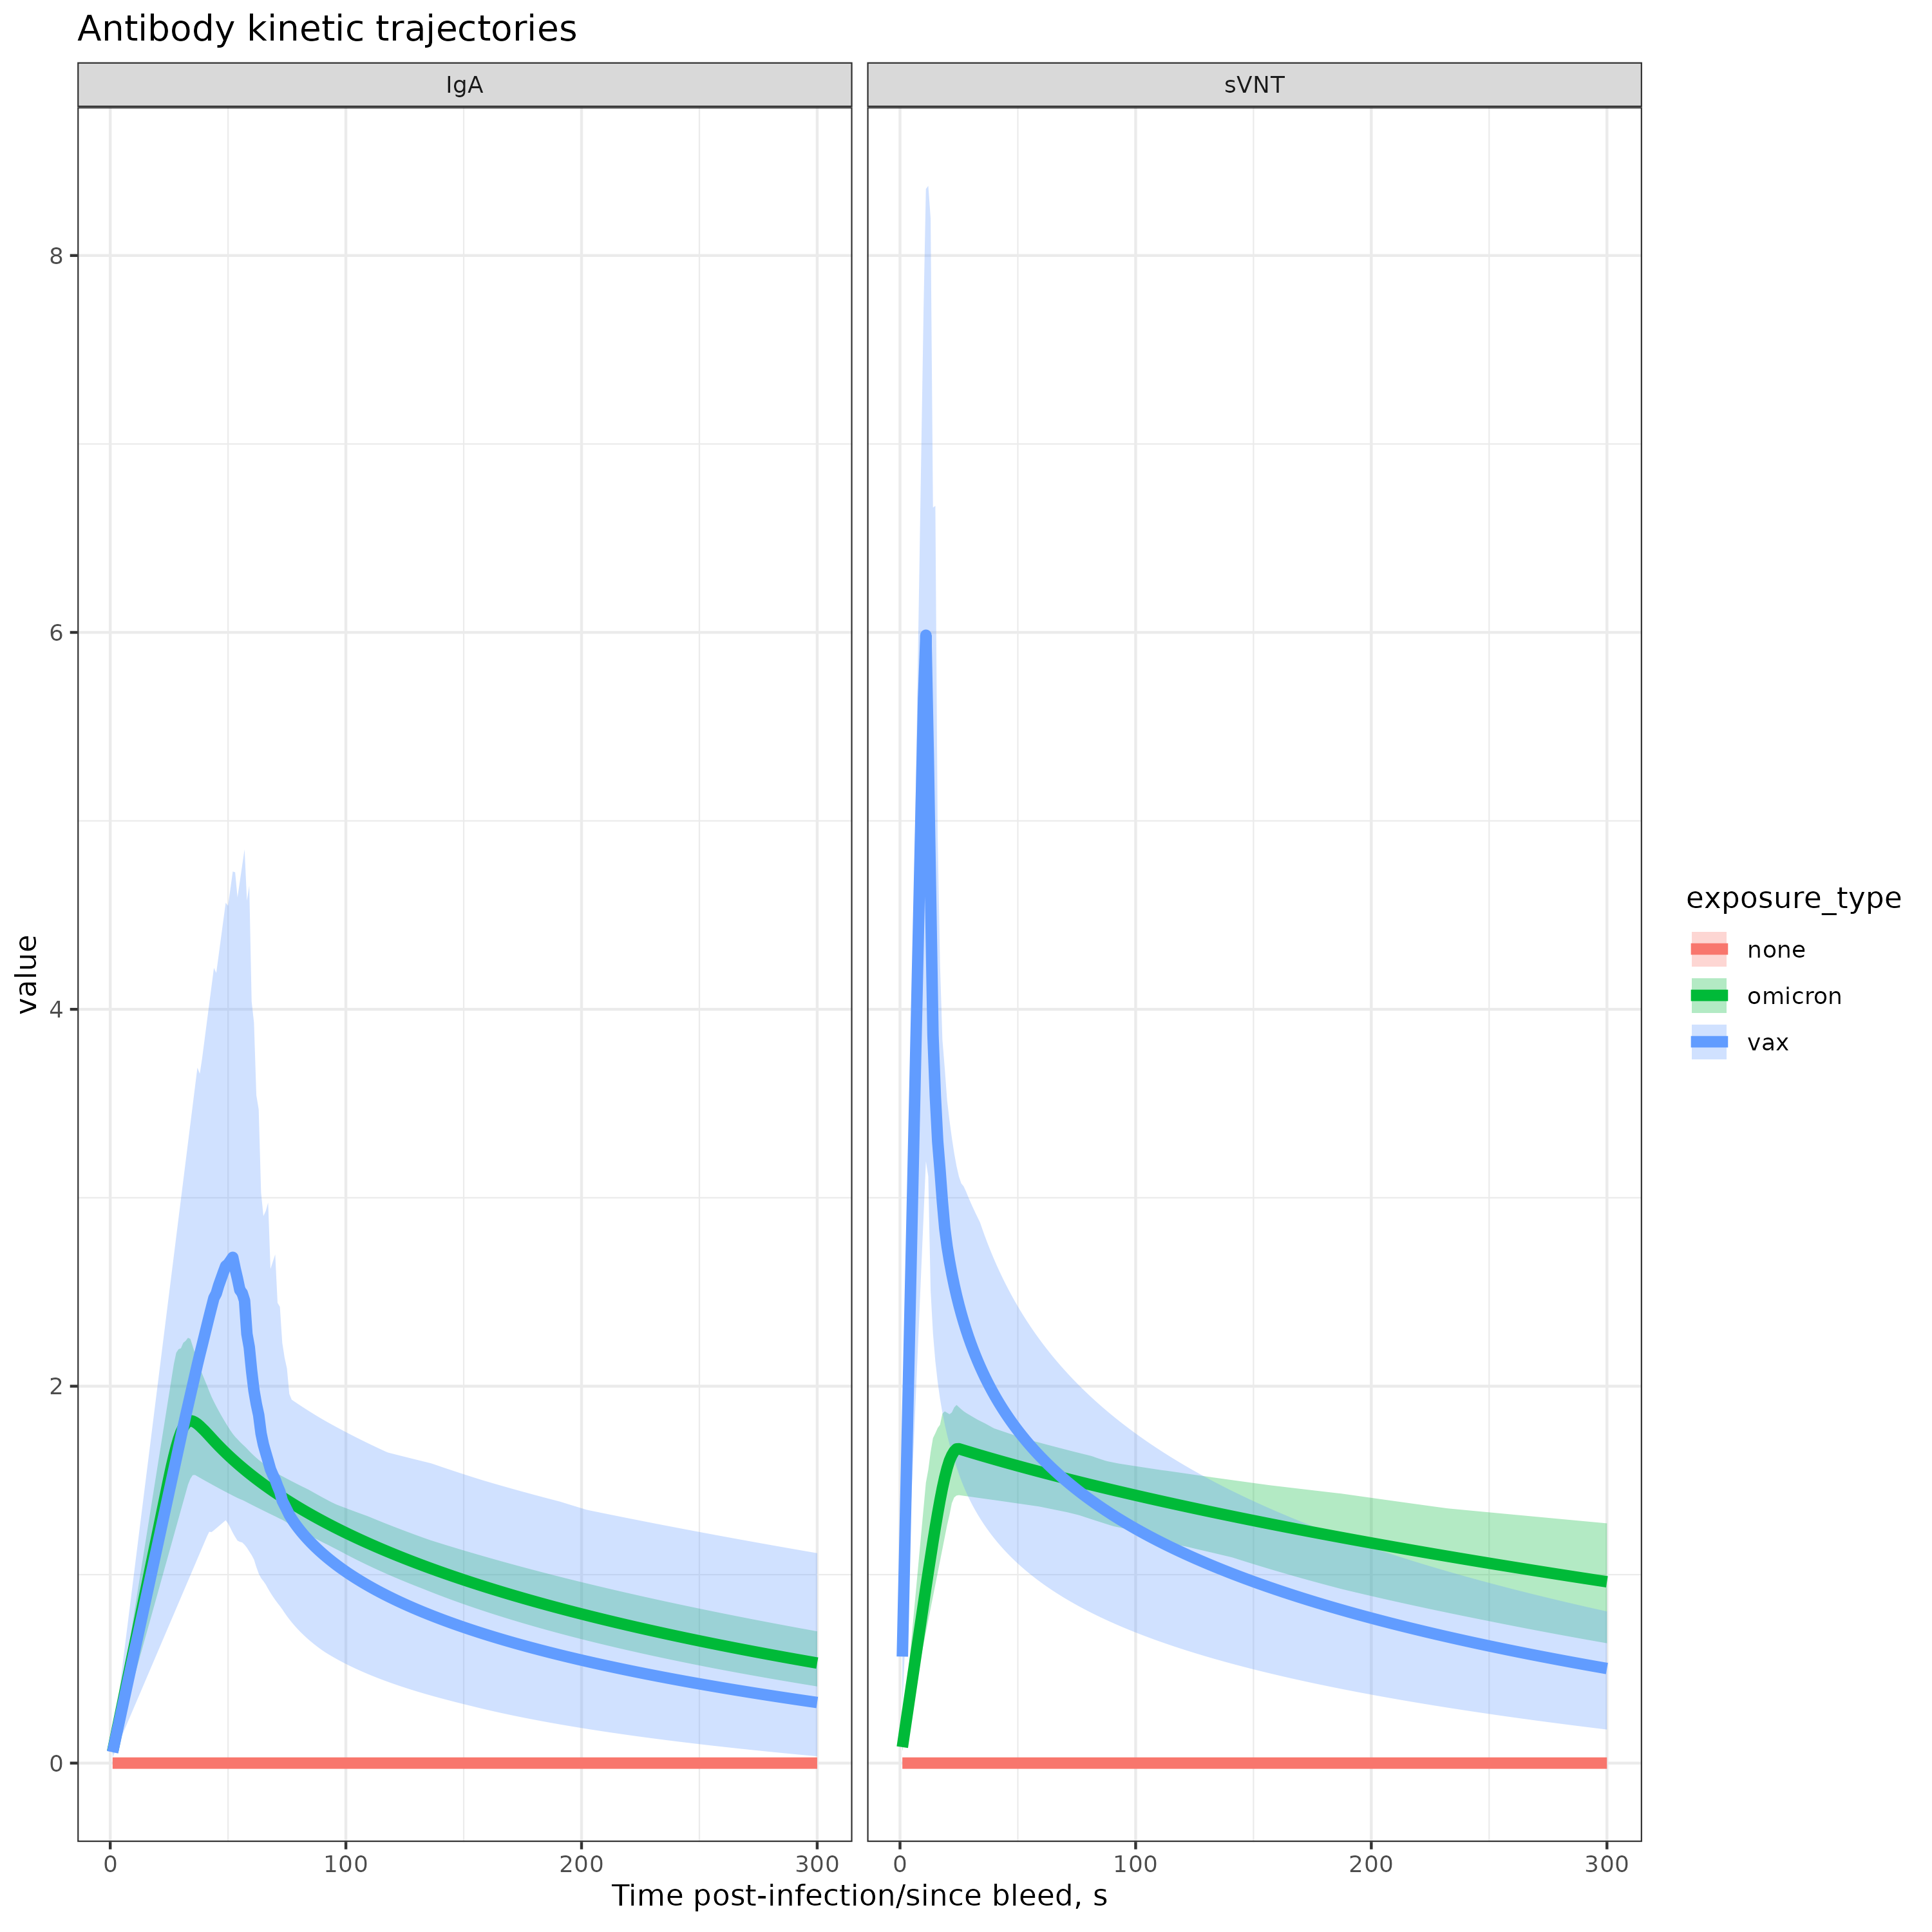 Antibody kinetic trajectories
IgA
sVNT
8
6
4
2
0
value
0 100 200 300
0 100 200 300
Time post-infection/since bleed, s
exposure_type
none
omicron
vax